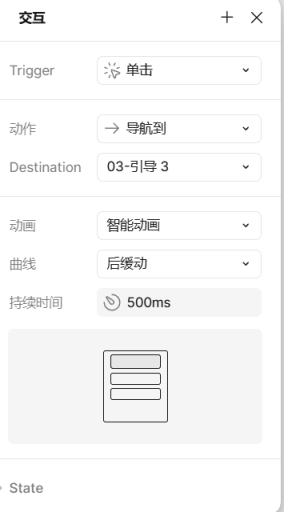 交互
Trigger
单击
动作
导航到
Destination
03-引导 3
动画
智能动画
曲线
后缓动
持续时间
500ms
State